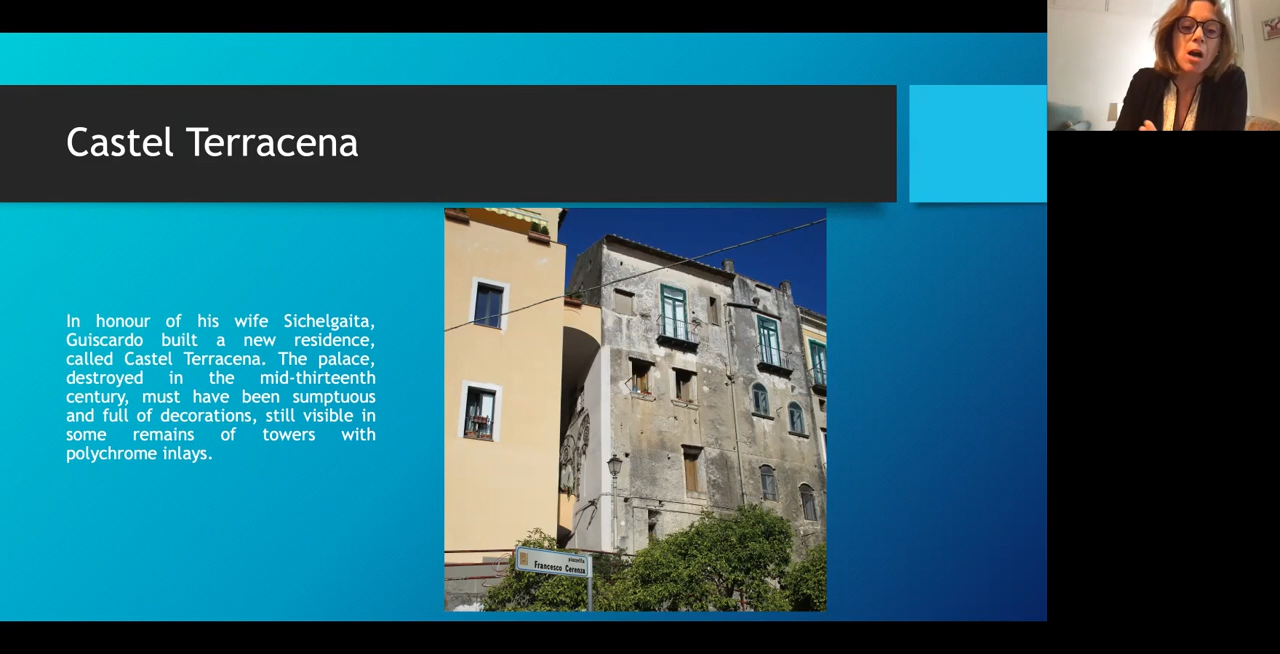 Castel Terracena
In honour of his wife Sichelgaita,
Guiscardo built a new residence,
called Castel Terracena. The palace,
destroyed in the mid-thirteenth
century, must have been sumptuous
and full of decorations, still visible in
some remains of towers with
polychrome inlays.
piazzetta
Francesco Cerenza